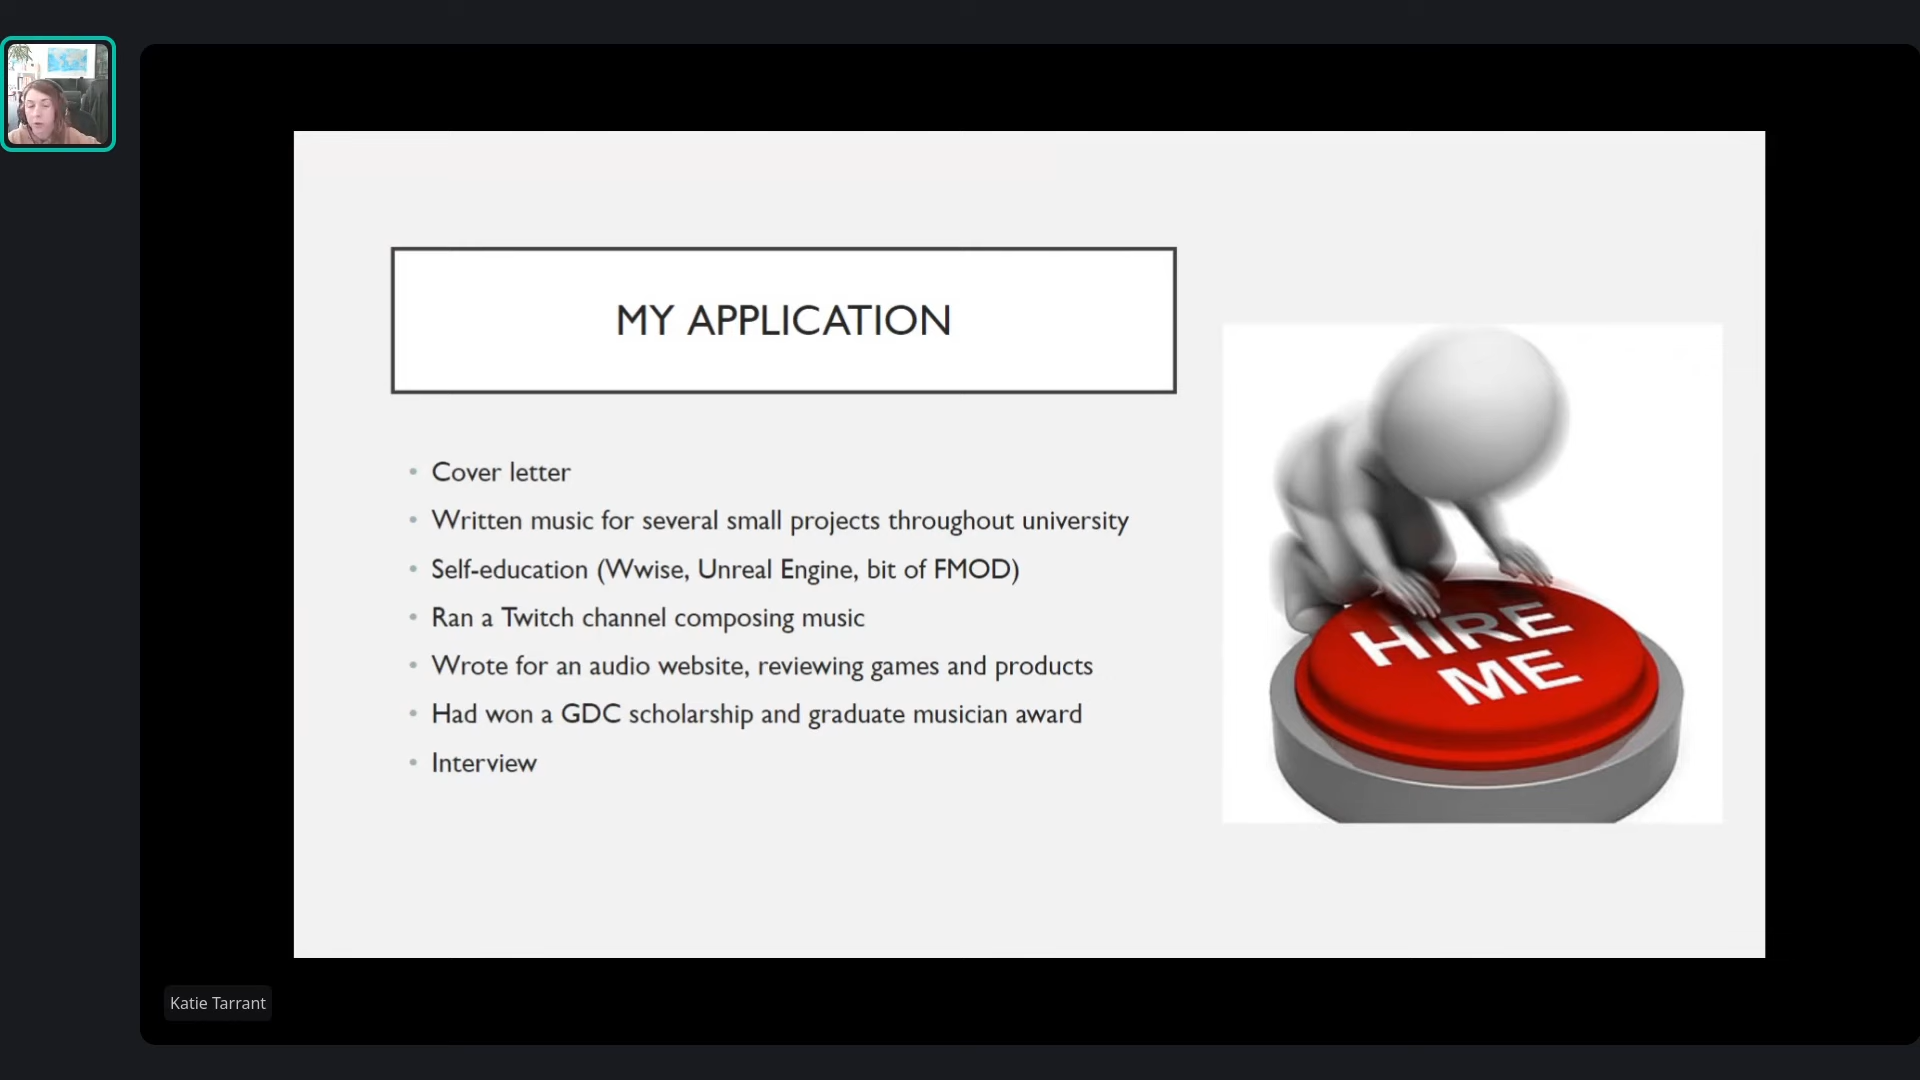 MY APPLICATION
Cover letter
Written music for several small projects throughout university
Self-education (Wwise, Unreal Engine, bit of FMOD)
Ran a Twitch channel composing music
Wrote for an audio website, reviewing games and products
Had won a GDC scholarship and graduate musician award
Interview
HIRE
ME
Katie Tarrant